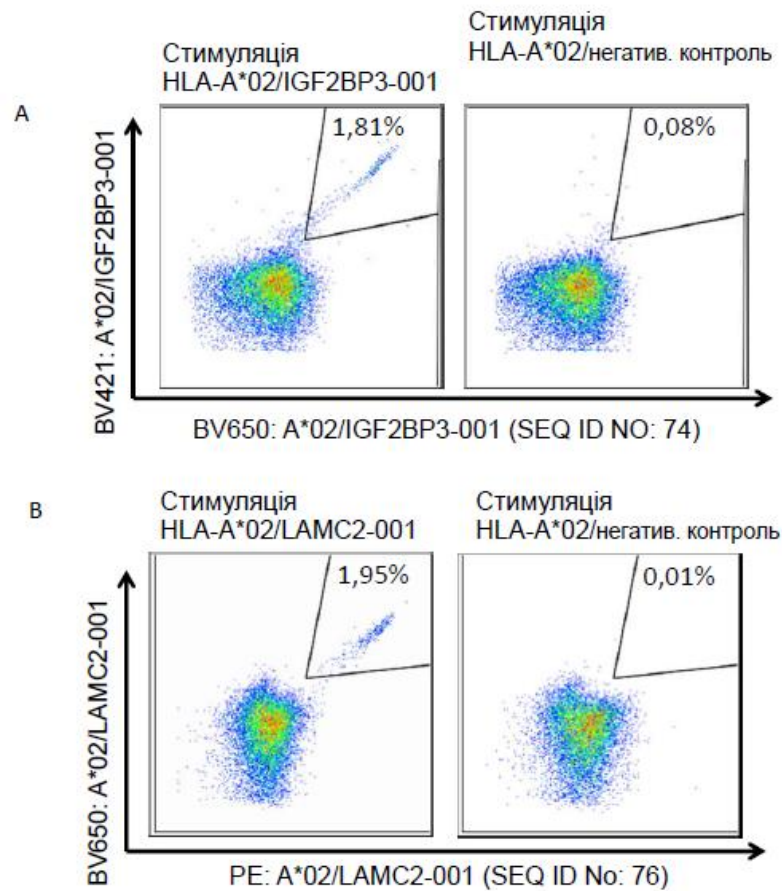 A
Стимуляція
HLA-A*02/IGF2BP3-001
Стимуляція
HLA-A*02/негатив. контроль
1,81%
0,08%
BV421: A*02/IGF2BP3-001
BV650: A*02/IGF2BP3-001 (SEQ ID NO: 74)
B
Стимуляція
HLA-A*02/LAMC2-001
Стимуляція
HLA-A*02/негатив. контроль
1,95%
0,01%
BV650: A*02/LAMC2-001
PE: A*02/LAMC2-001 (SEQ ID No: 76)